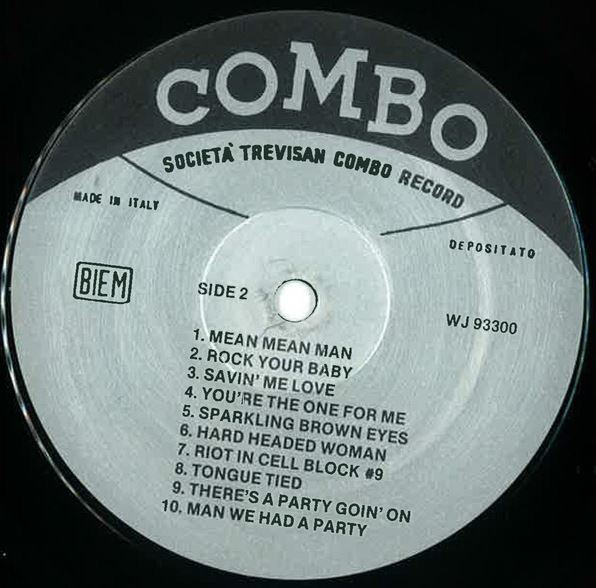 COMBO
SOCIETÀ TREVISAN COMBO RECORD
MADE IN ITALY
DEPOSITATO
BIEM
SIDE 2
WJ 93300
1. MEAN MEAN MAN
2. ROCK YOUR BABY
3. SAVIN' ME LOVE
4. YOU'RE THE ONE FOR ME
5. SPARKLING BROWN EYES
6. HARD HEADED WOMAN
7. RIOT IN CELL BLOCK #9
8. TONGUE TIED
9. THERE'S A PARTY GOIN' ON
10. MAN WE HAD A PARTY